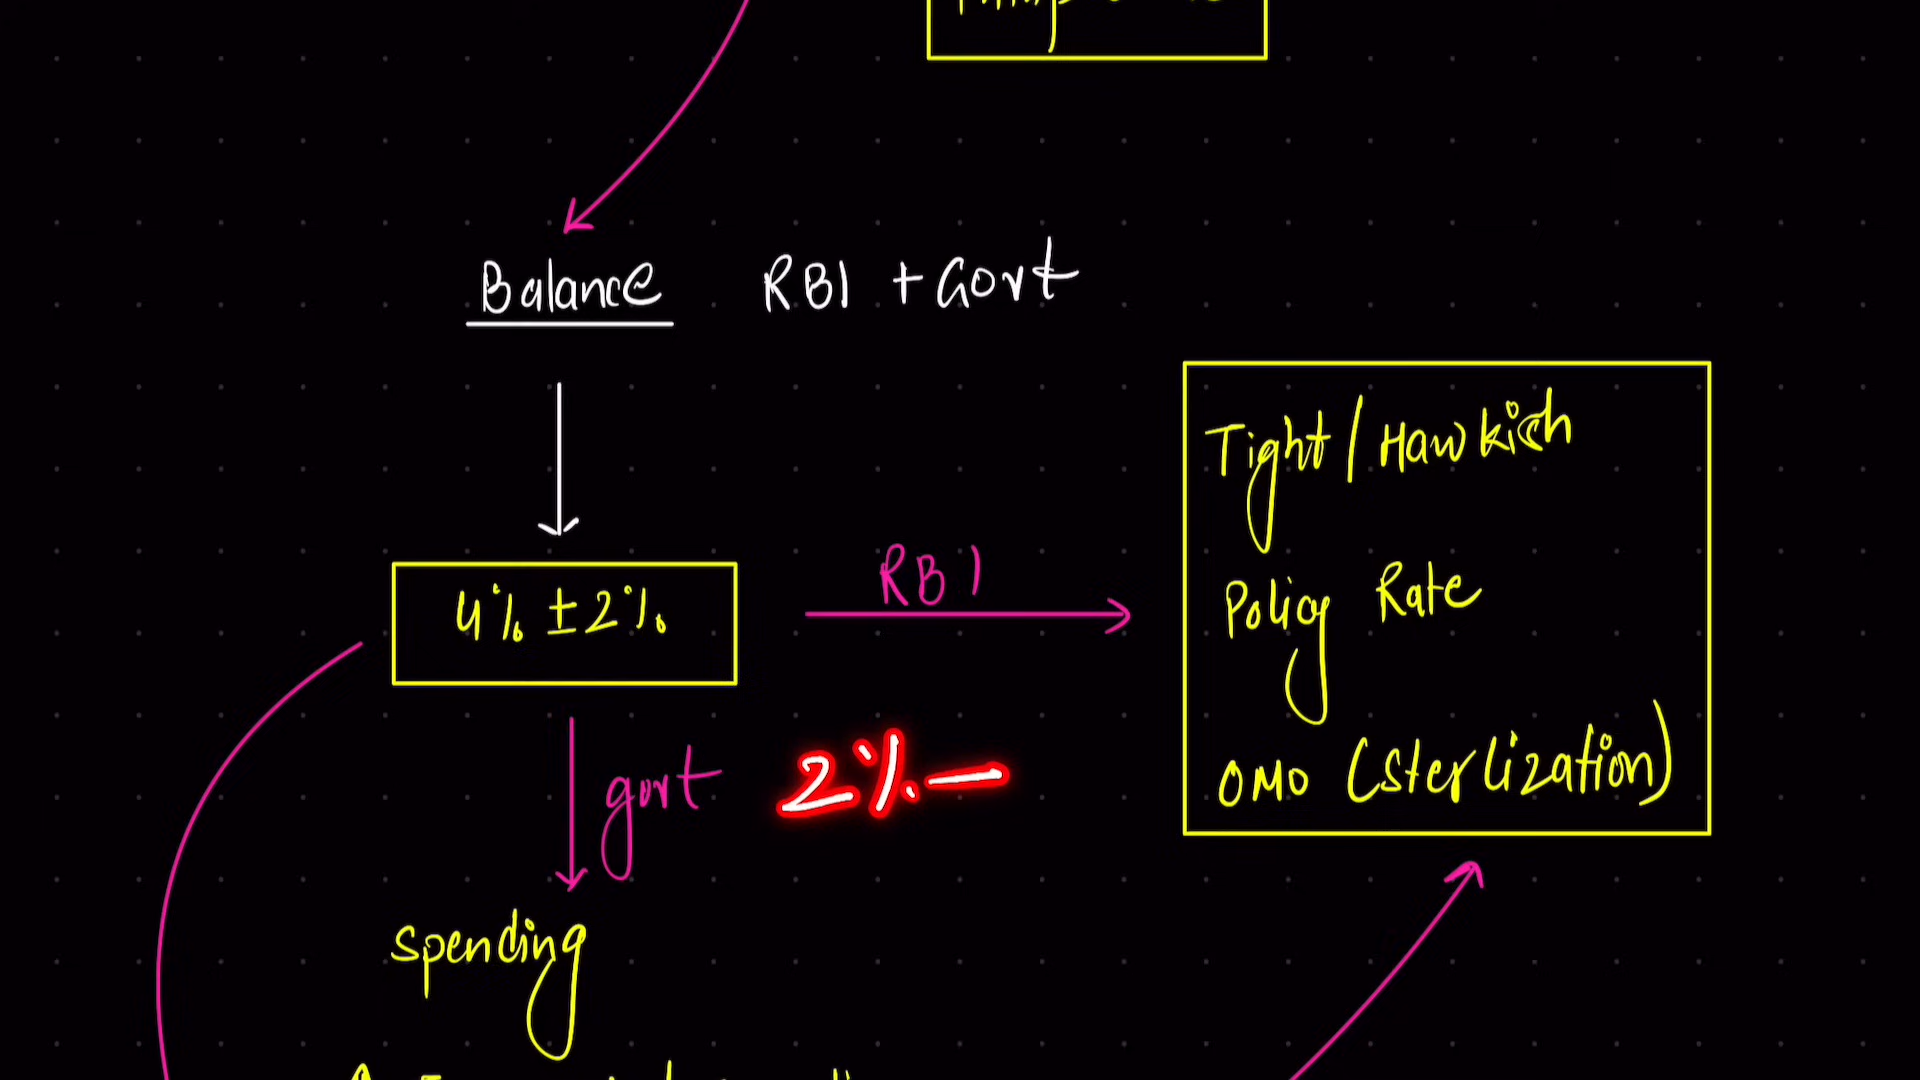 Balance RBI + Govt
Tight / Hawkish
4% ± 2%
RBI
Policy Rate
govt 2% —
OMO (Sterlization)
spending